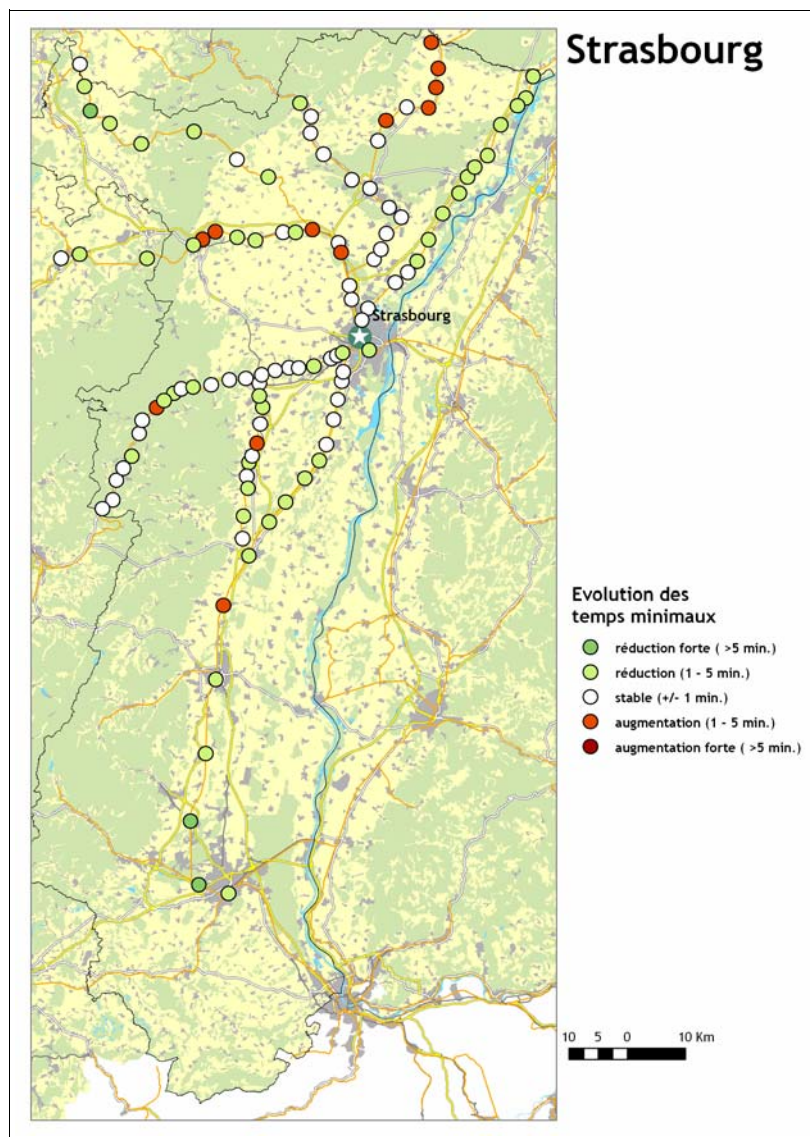 Strasbourg
Strasbourg
Evolution des
temps minimaux
réduction forte ( >5 min.)
réduction (1 - 5 min.)
stable (+/- 1 min.)
augmentation (1 - 5 min.)
augmentation forte ( >5 min.)
10 5 0 10 Km